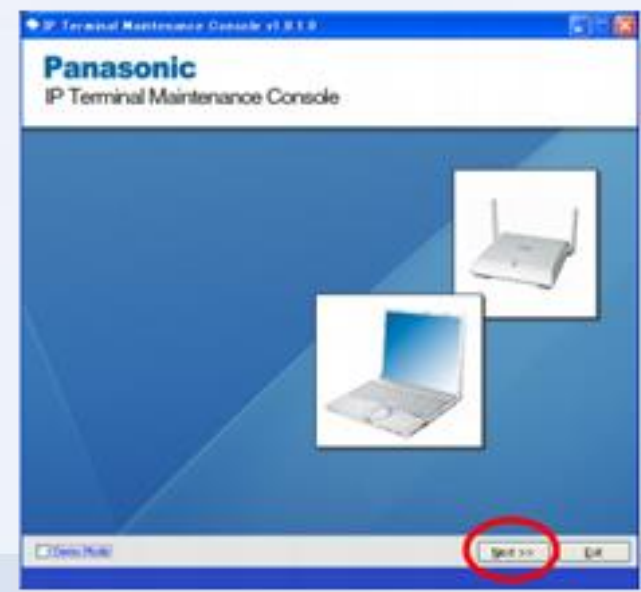 IP Terminal Maintenance Console v1.0.1.0
Panasonic
IP Terminal Maintenance Console
Demo Mode
Next >>
Exit